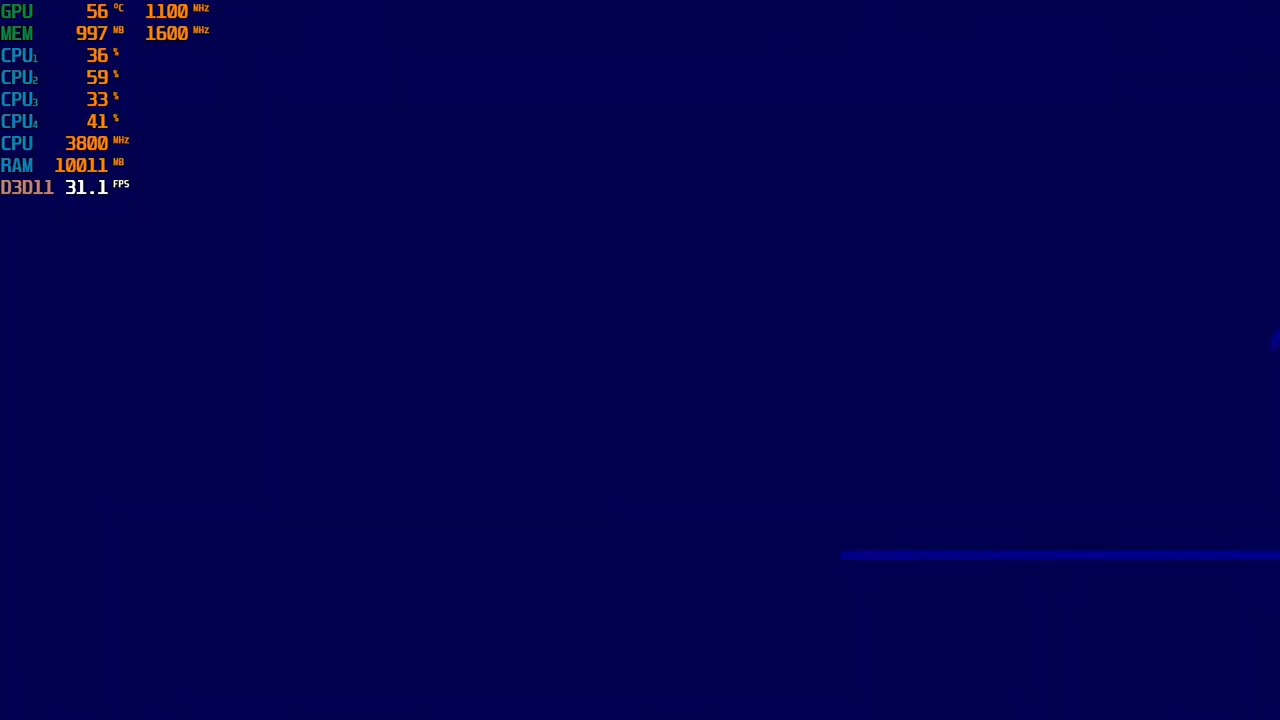 GPU 56 °C 1100 MHz
MEM 997 MB 1600 MHz
CPU1 36 %
CPU2 59 %
CPU3 33 %
CPU4 41 %
CPU 3800 MHz
RAM 10011 MB
D3D11 31.1 FPS